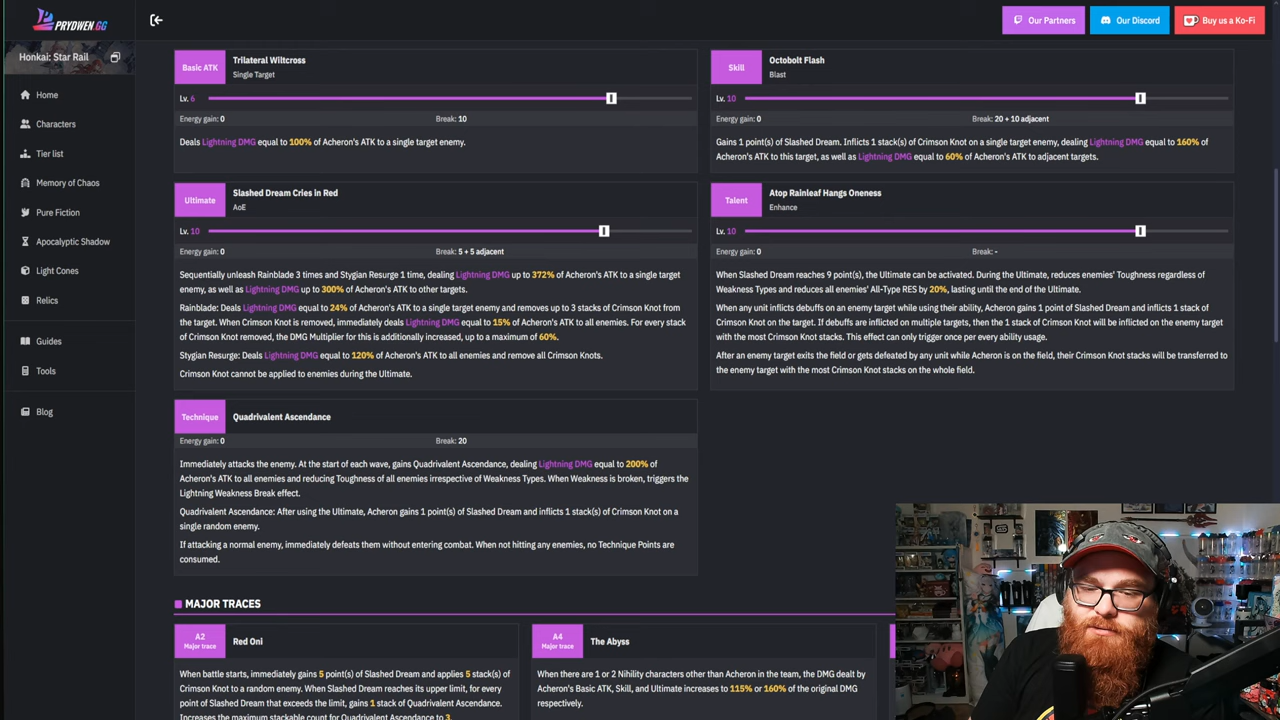 PRYDWEN.GG
Our Partners
Our Discord
Buy us a Ko-Fi
Honkai: Star Rail
Home
Characters
Tier list
Memory of Chaos
Pure Fiction
Apocalyptic Shadow
Light Cones
Relics
Guides
Tools
Blog
Basic ATK
Trilateral Wiltcross
Single Target
Lv. 6
Energy gain: 0
Break: 10
Deals Lightning DMG equal to 100% of Acheron's ATK to a single target enemy.
Skill
Octobolt Flash
Blast
Lv. 10
Energy gain: 0
Break: 20 + 10 adjacent
Gains 1 point(s) of Slashed Dream. Inflicts 1 stack(s) of Crimson Knot on a single target enemy, dealing Lightning DMG equal to 160% of
Acheron's ATK to this target, as well as Lightning DMG equal to 60% of Acheron's ATK to adjacent targets.
Ultimate
Slashed Dream Cries in Red
AoE
Lv. 10
Energy gain: 0
Break: 5 + 5 adjacent
Sequentially unleash Rainblade 3 times and Stygian Resurge 1 time, dealing Lightning DMG up to 372% of Acheron's ATK to a single target
enemy, as well as Lightning DMG up to 300% of Acheron's ATK to other targets.
Rainblade: Deals Lightning DMG equal to 24% of Acheron's ATK to a single target enemy and removes up to 3 stacks of Crimson Knot from
the target. When Crimson Knot is removed, immediately deals Lightning DMG equal to 15% of Acheron's ATK to all enemies. For every stack
of Crimson Knot removed, the DMG Multiplier for this is additionally increased, up to a maximum of 60%.
Stygian Resurge: Deals Lightning DMG equal to 120% of Acheron's ATK to all enemies and remove all Crimson Knots.
Crimson Knot cannot be applied to enemies during the Ultimate.
Talent
Atop Rainleaf Hangs Oneness
Enhance
Lv. 10
Energy gain: 0
Break: -
When Slashed Dream reaches 9 point(s), the Ultimate can be activated. During the Ultimate, reduces enemies' Toughness regardless of
Weakness Types and reduces all enemies' All-Type RES by 20%, lasting until the end of the Ultimate.
When any unit inflicts debuffs on an enemy target while using their ability, Acheron gains 1 point of Slashed Dream and inflicts 1 stack of
Crimson Knot on the target. If debuffs are inflicted on multiple targets, then the 1 stack of Crimson Knot will be inflicted on the enemy target
with the most Crimson Knot stacks. This effect can only trigger once per every ability usage.
After an enemy target exits the field or gets defeated by any unit while Acheron is on the field, their Crimson Knot stacks will be transferred to
the enemy target with the most Crimson Knot stacks on the whole field.
Technique
Quadrivalent Ascendance
Energy gain: 0
Break: 20
Immediately attacks the enemy. At the start of each wave, gains Quadrivalent Ascendance, dealing Lightning DMG equal to 200% of
Acheron's ATK to all enemies and reducing Toughness of all enemies irrespective of Weakness Types. When Weakness is broken, triggers the
Lightning Weakness Break effect.
Quadrivalent Ascendance: After using the Ultimate, Acheron gains 1 point(s) of Slashed Dream and inflicts 1 stack(s) of Crimson Knot on a
single random enemy.
If attacking a normal enemy, immediately defeats them without entering combat. When not hitting any enemies, no Technique Points are
consumed.
MAJOR TRACES
A2
Major trace
Red Oni
When battle starts, immediately gains 5 point(s) of Slashed Dream and applies 5 stack(s) of
Crimson Knot to a random enemy. When Slashed Dream reaches its upper limit, for every
point of Slashed Dream that exceeds the limit, gains 1 stack of Quadrivalent Ascendance.
Increases the maximum stackable count for Quadrivalent Ascendance to 3.
A4
Major trace
The Abyss
When there are 1 or 2 Nihility characters other than Acheron in the team, the DMG dealt by
Acheron's Basic ATK, Skill, and Ultimate increases to 115% or 160% of the original DMG
respectively.